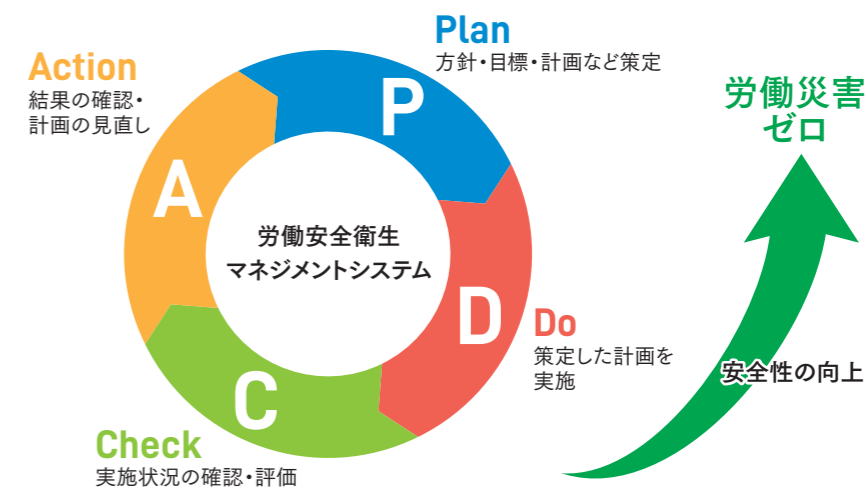 Plan
方針・目標・計画など策定
P
Action
結果の確認・
計画の見直し
A
労働安全衛生
マネジメントシステム
D
Do
策定した計画を
実施
C
Check
実施状況の確認・評価
労働災害
ゼロ
安全性の向上